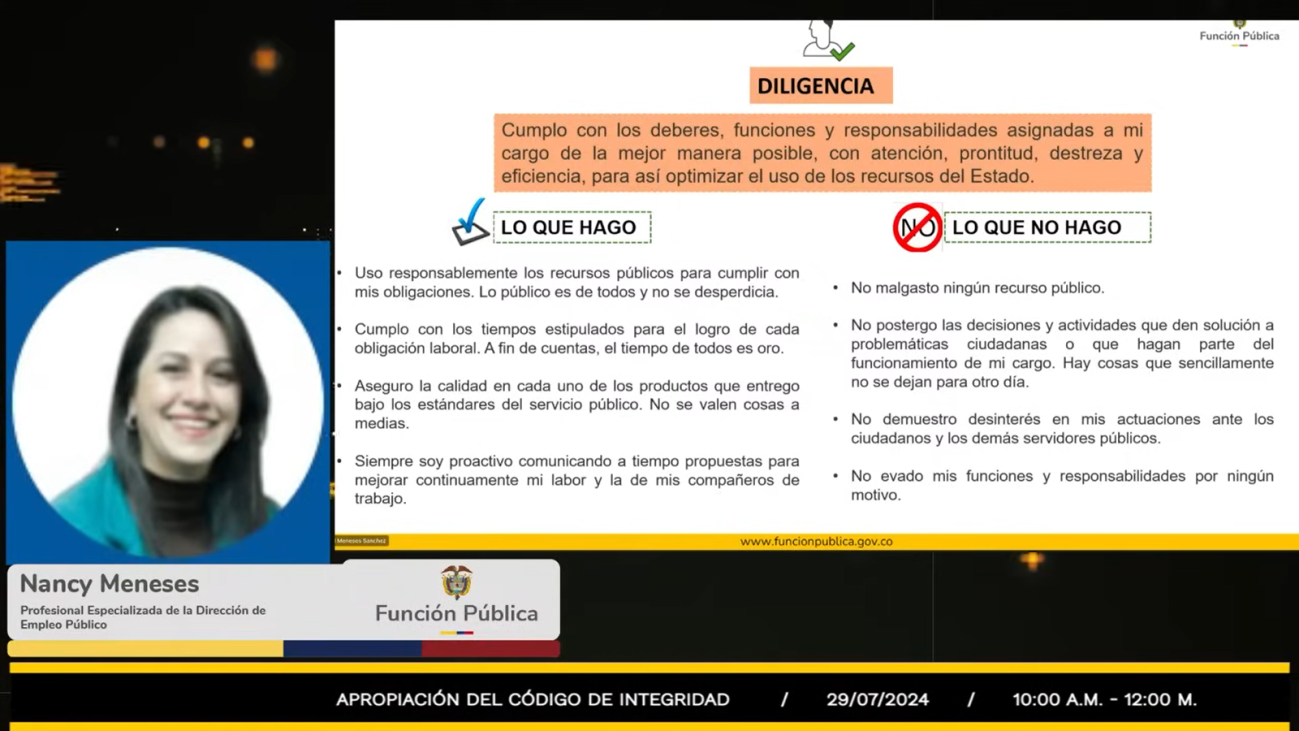 Función Pública
DILIGENCIA
Cumplo con los deberes, funciones y responsabilidades asignadas a mi
cargo de la mejor manera posible, con atención, prontitud, destreza y
eficiencia, para así optimizar el uso de los recursos del Estado.
LO QUE HAGO
• Uso responsablemente los recursos públicos para cumplir con
mis obligaciones. Lo público es de todos y no se desperdicia.
• Cumplo con los tiempos estipulados para el logro de cada
obligación laboral. A fin de cuentas, el tiempo de todos es oro.
• Aseguro la calidad en cada uno de los productos que entrego
bajo los estándares del servicio público. No se valen cosas a
medias.
• Siempre soy proactivo comunicando a tiempo propuestas para
mejorar continuamente mi labor y la de mis compañeros de
trabajo.
NO
LO QUE NO HAGO
• No malgasto ningún recurso público.
• No postergo las decisiones y actividades que den solución a
problemáticas ciudadanas o que hagan parte del
funcionamiento de mi cargo. Hay cosas que sencillamente
no se dejan para otro día.
• No demuestro desinterés en mis actuaciones ante los
ciudadanos y los demás servidores públicos.
• No evado mis funciones y responsabilidades por ningún
motivo.
Meneses Sanchez
www.funcionpublica.gov.co
Nancy Meneses
Profesional Especializada de la Dirección de
Empleo Público
Función Pública
APROPIACIÓN DEL CÓDIGO DE INTEGRIDAD / 29/07/2024 / 10:00 A.M. - 12:00 M.